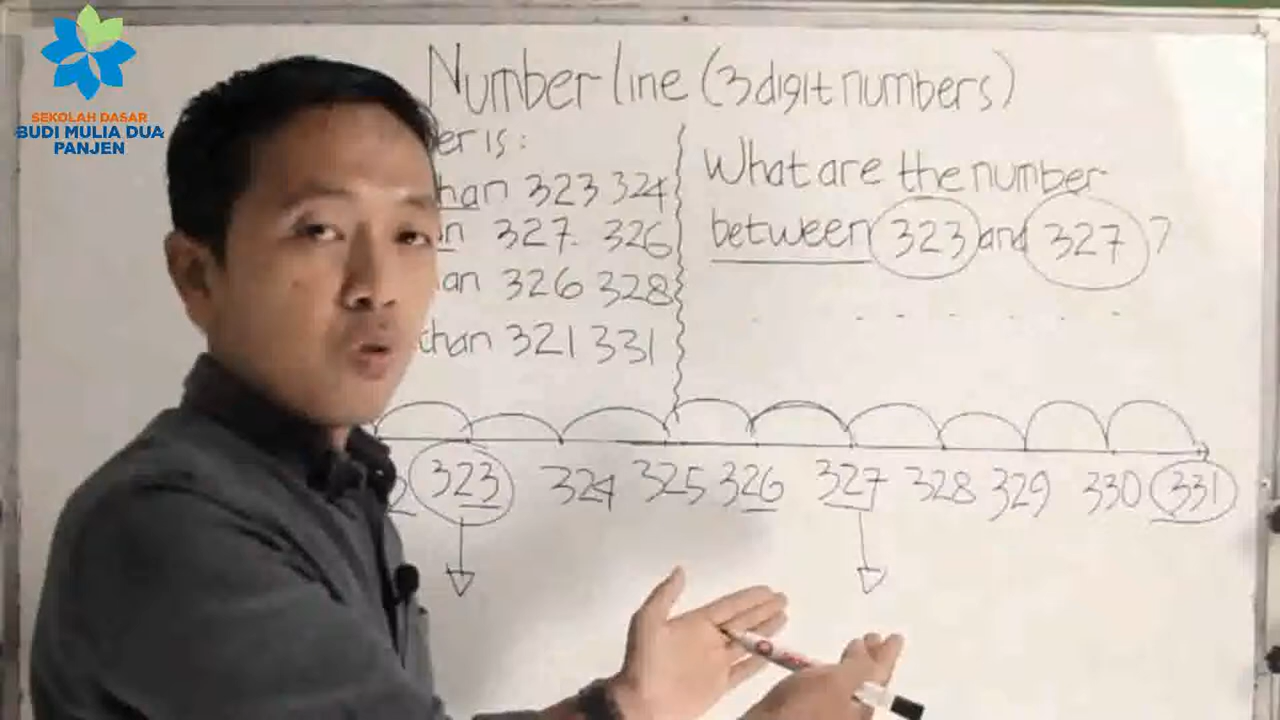 SEKOLAH DASAR
BUDI MULIA DUA
PANJEN
Number line (3 digit numbers)
er is:
han 323 324
n 327 326
an 326 328
than 321 331
What are the number
between 323 and 327?
2 323 324 325 326 327 328 329 330 331